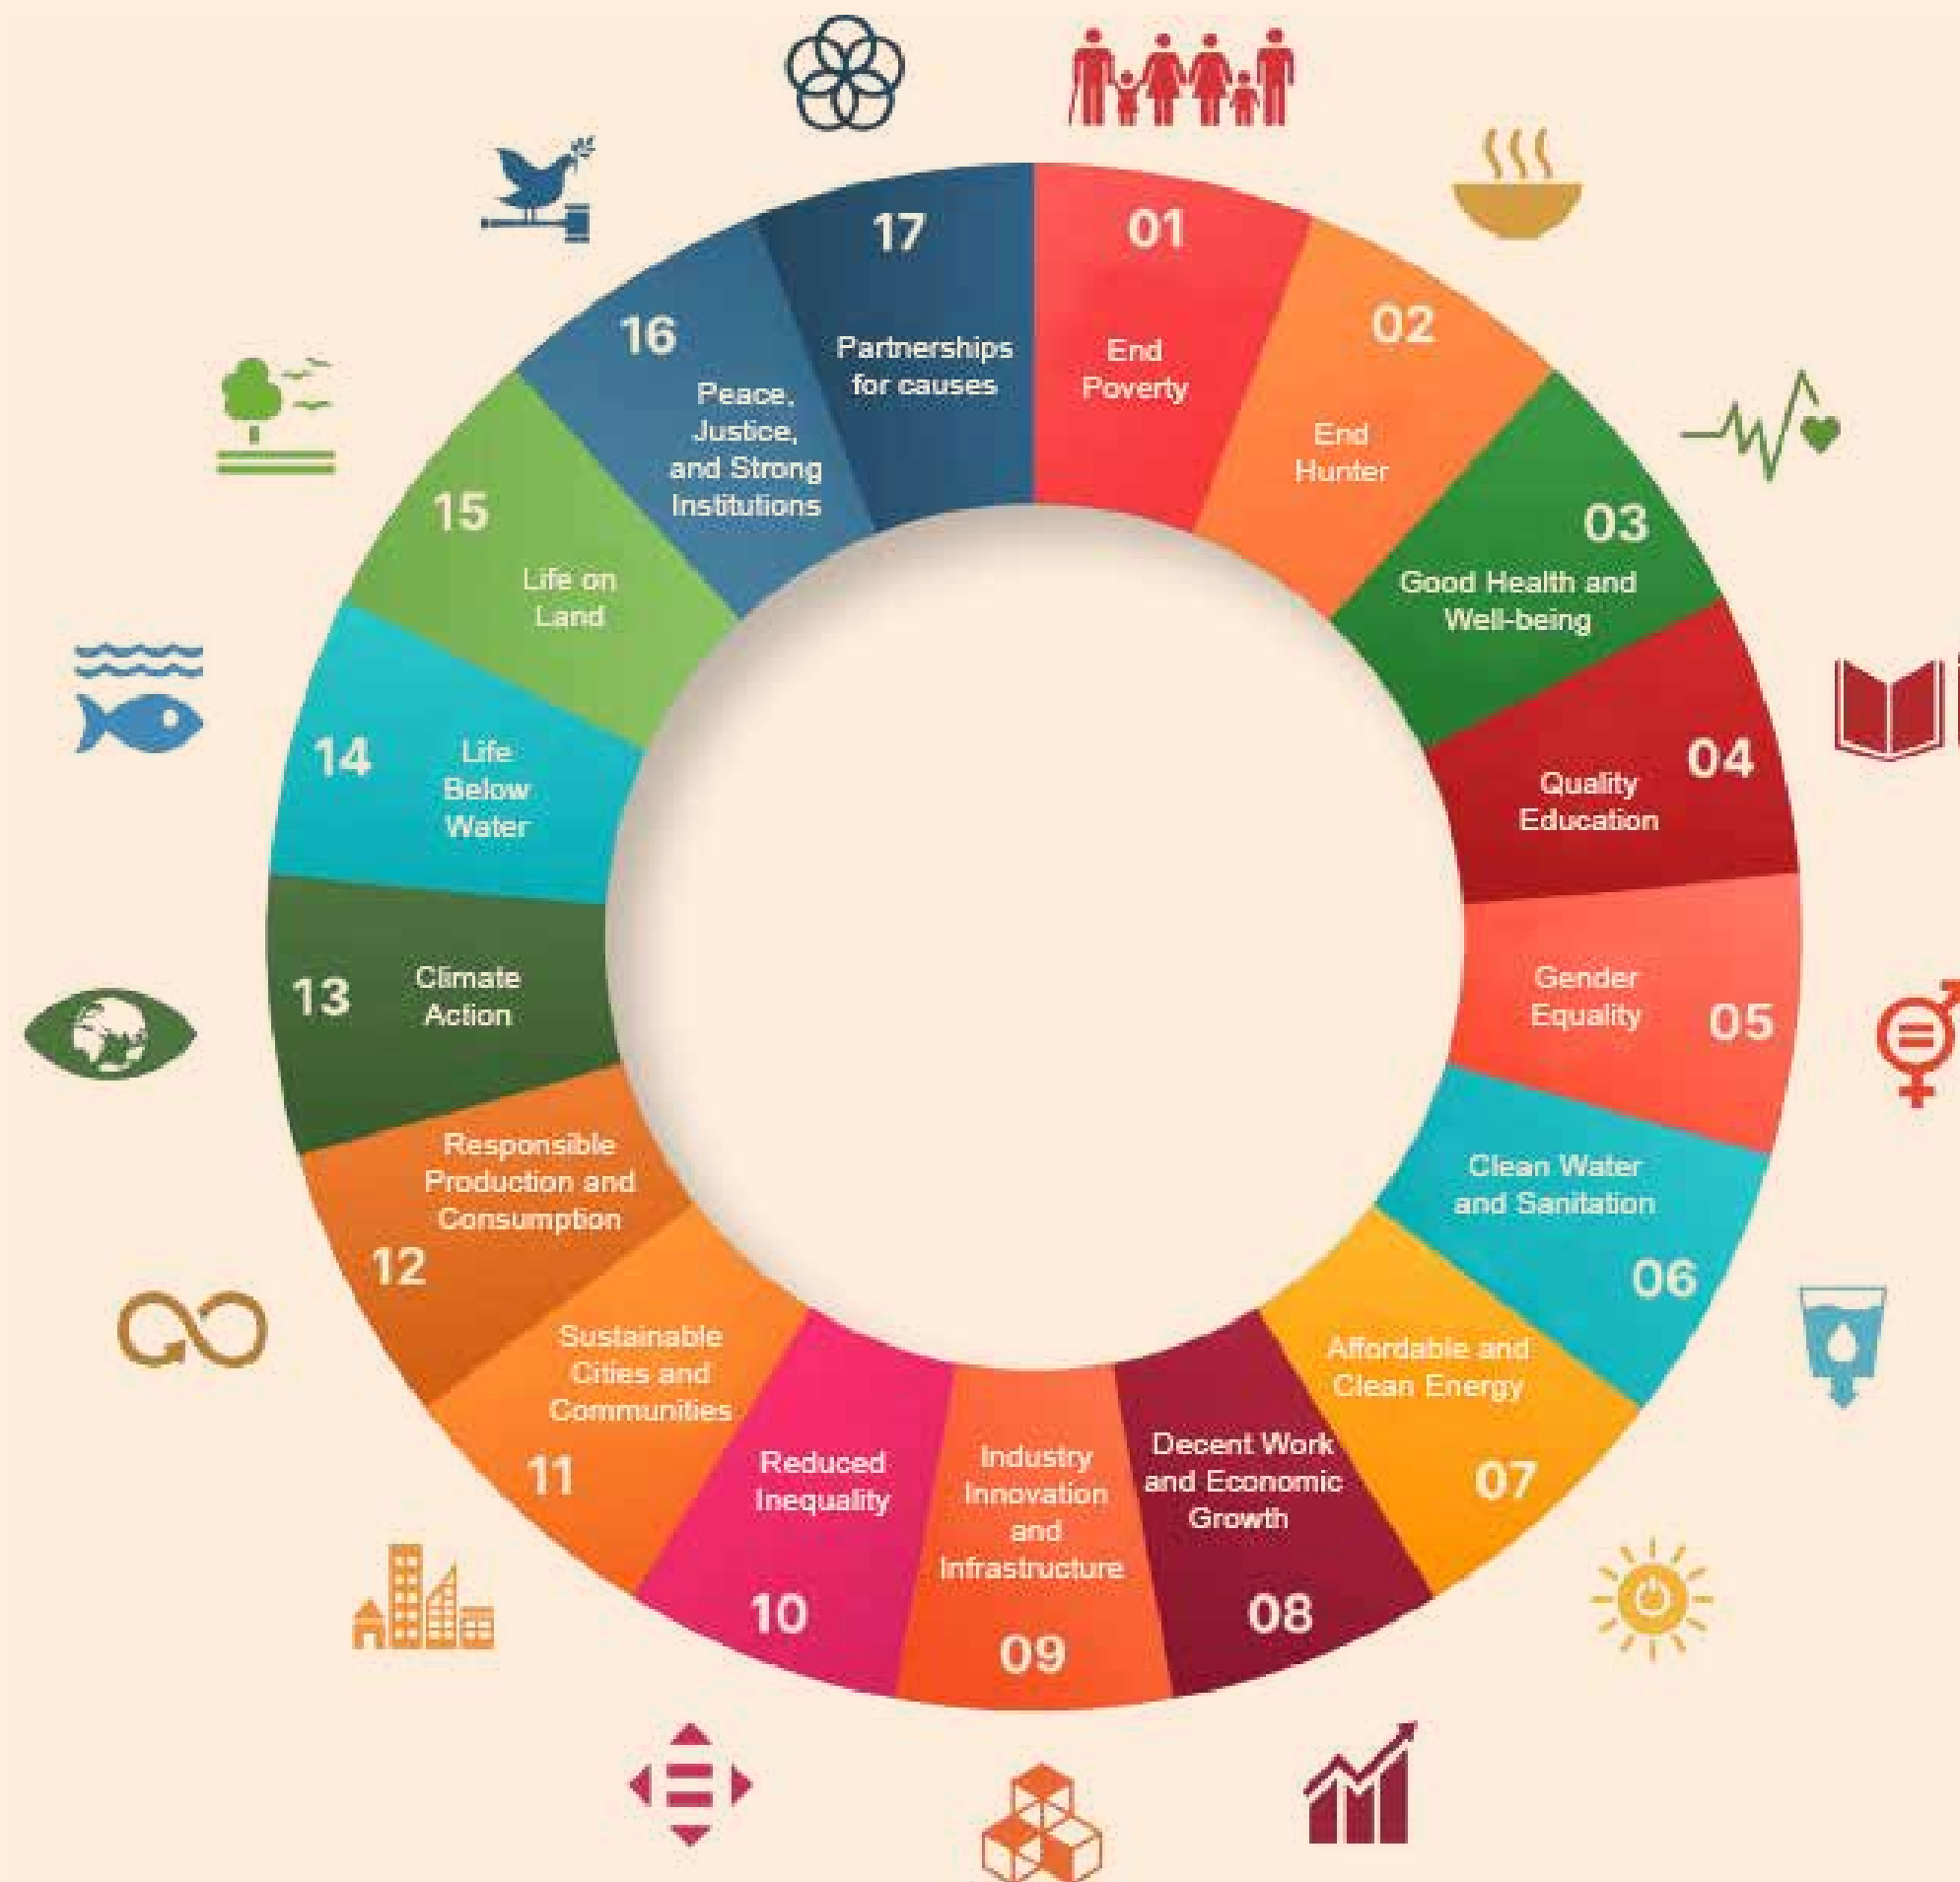 01
End
Poverty
02
End
Hunter
03
Good Health and
Well-being
04
Quality
Education
Gender
Equality
05
Clean Water
and Sanitation
06
Affordable and
Clean Energy
07
Decent Work
and Economic
Growth
08
Industry
Innovation
and
Infrastructure
09
Reduced
Inequality
10
Sustainable
Cities and
Communities
11
Responsible
Production and
Consumption
12
13
Climate
Action
14
Life
Below
Water
15
Life on
Land
16
Peace,
Justice,
and Strong
Institutions
17
Partnerships
for causes